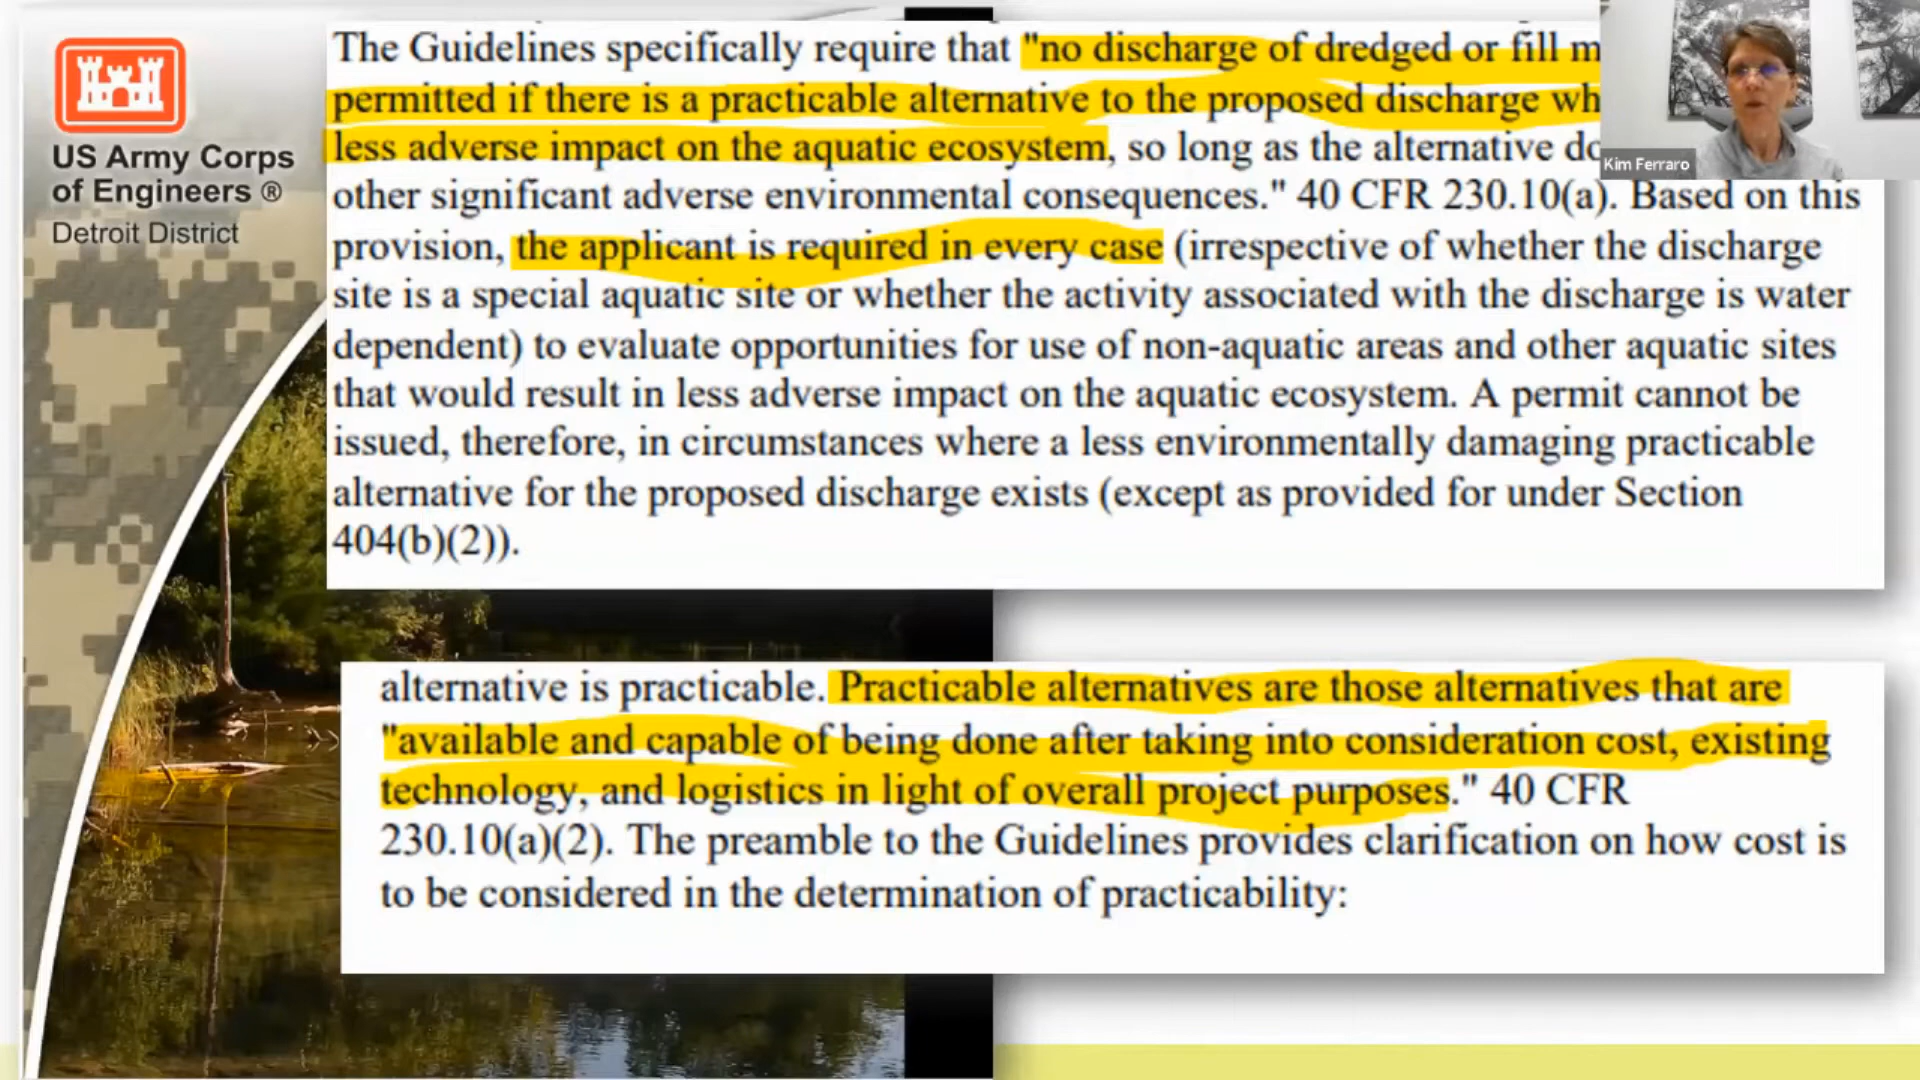 US Army Corps
of Engineers ®
Detroit District
The Guidelines specifically require that "no discharge of dredged or fill m
permitted if there is a practicable alternative to the proposed discharge wh
less adverse impact on the aquatic ecosystem, so long as the alternative do
other significant adverse environmental consequences." 40 CFR 230.10(a). Based on this
provision, the applicant is required in every case (irrespective of whether the discharge
site is a special aquatic site or whether the activity associated with the discharge is water
dependent) to evaluate opportunities for use of non-aquatic areas and other aquatic sites
that would result in less adverse impact on the aquatic ecosystem. A permit cannot be
issued, therefore, in circumstances where a less environmentally damaging practicable
alternative for the proposed discharge exists (except as provided for under Section
404(b)(2)).
Kim Ferraro
alternative is practicable. Practicable alternatives are those alternatives that are
"available and capable of being done after taking into consideration cost, existing
technology, and logistics in light of overall project purposes." 40 CFR
230.10(a)(2). The preamble to the Guidelines provides clarification on how cost is
to be considered in the determination of practicability: